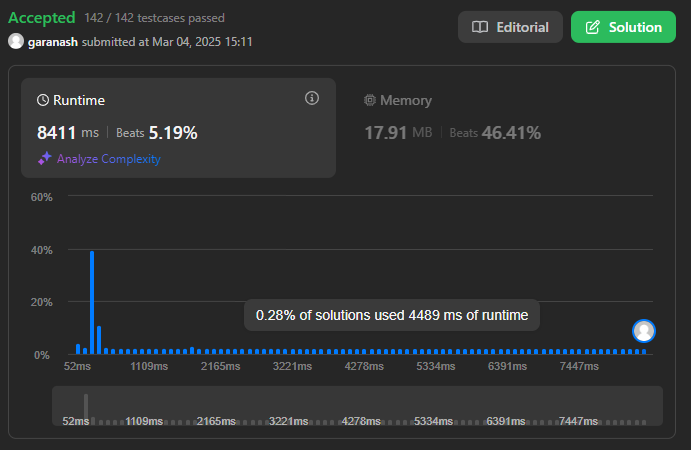 Accepted 142 / 142 testcases passed
garanash submitted at Mar 04, 2025 15:11
Editorial
Solution
Runtime
8411 ms | Beats 5.19%
Analyze Complexity
Memory
17.91 MB | Beats 46.41%
60%
40%
20%
0%
0.28% of solutions used 4489 ms of runtime
52ms 1109ms 2165ms 3221ms 4278ms 5334ms 6391ms 7447ms
52ms 1109ms 2165ms 3221ms 4278ms 5334ms 6391ms 7447ms